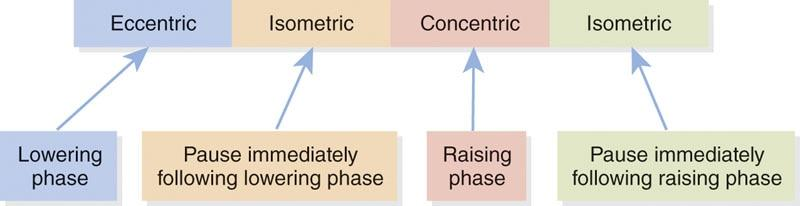 Eccentric
Isometric
Concentric
Isometric
Lowering
phase
Pause immediately
following lowering phase
Raising
phase
Pause immediately
following raising phase